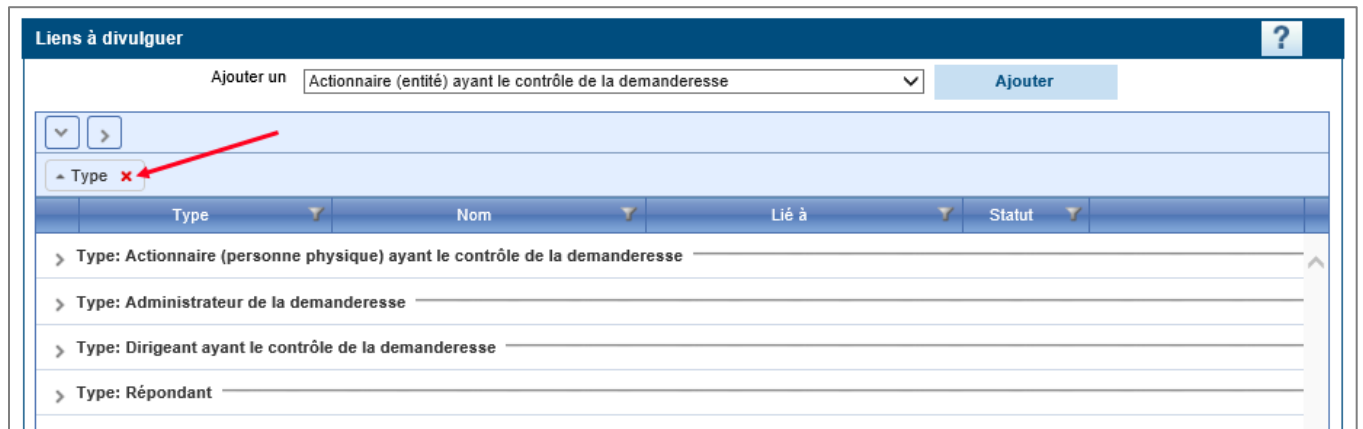 Liens à divulguer ?
Ajouter un Actionnaire (entité) ayant le contrôle de la demanderesse Ajouter
Type
Type Nom Lié à Statut
Type: Actionnaire (personne physique) ayant le contrôle de la demanderesse
Type: Administrateur de la demanderesse
Type: Dirigeant ayant le contrôle de la demanderesse
Type: Répondant